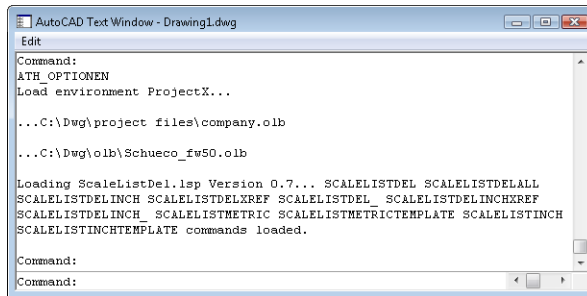 AutoCAD Text Window - Drawing1.dwg
Edit
Command:
ATH_OPTIONEN
Load environment ProjectX...
...C:\Dwg\project files\company.olb
...C:\Dwg\olb\Schueco_fw50.olb
Loading ScaleListDel.lsp Version 0.7... SCALELISTDEL SCALELISTDELALL
SCALELISTDELINCH SCALELISTDELXREF SCALELISTDEL_ SCALELISTDELINCHXREF
SCALELISTDELINCH_ SCALELISTMETRIC SCALELISTMETRICTEMPLATE SCALELISTINCH
SCALELISTINCHTEMPLATE commands loaded.
Command:
Command: